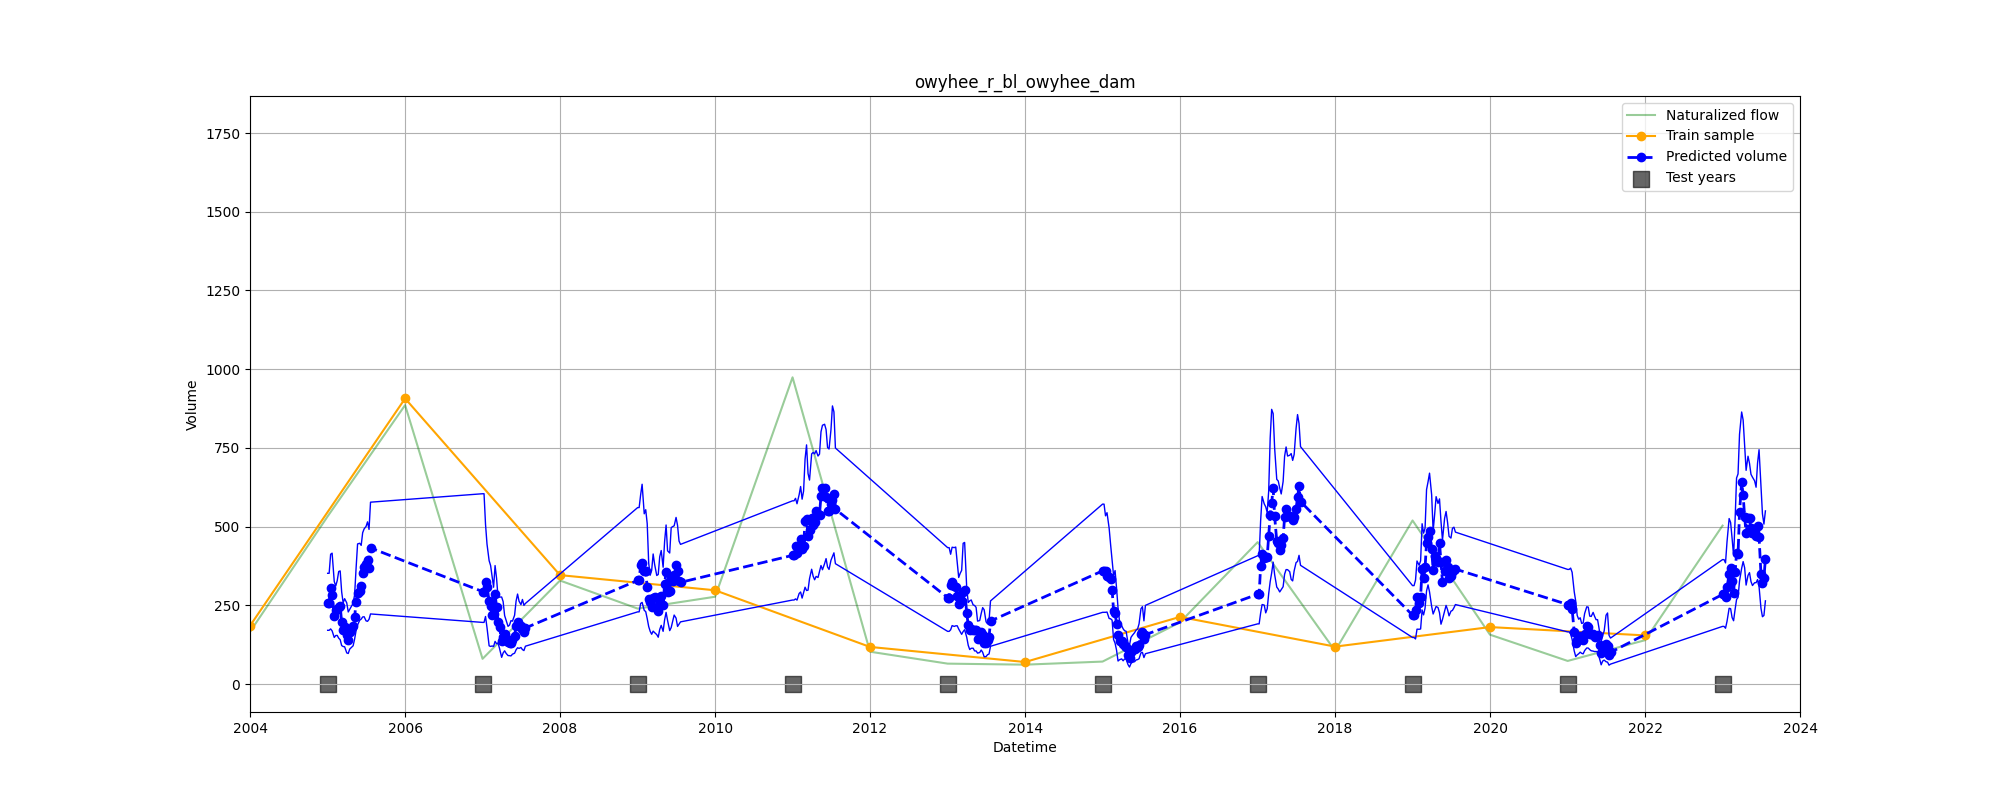 owyhee_r_bl_owyhee_dam
Naturalized flow
Train sample
Predicted volume
Test years
Volume
1750
1500
1250
1000
750
500
250
0
2004 2006 2008 2010 2012 2014 2016 2018 2020 2022 2024
Datetime